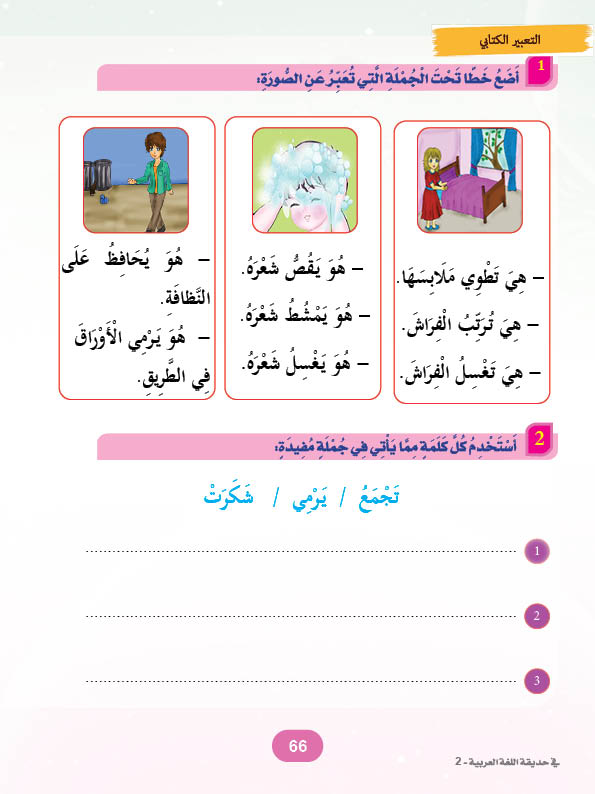 التعبير الكتابي
1
أَضَعُ خَطًّا تَحْتَ الْجُمْلَةِ الَّتِي تُعَبِّرُ عَنِ الصُّورَةِ:
– هِيَ تَطْوِي مَلَابِسَهَا.
– هِيَ تُرَتِّبُ الْفِرَاشَ.
– هِيَ تَغْسِلُ الْفِرَاشَ.
– هُوَ يَقُصُّ شَعْرَهُ.
– هُوَ يَمْشُطُ شَعْرَهُ.
– هُوَ يَغْسِلُ شَعْرَهُ.
– هُوَ يُحَافِظُ عَلَى
النَّظَافَةِ.
– هُوَ يَرْمِي الْأَوْرَاقَ
فِي الطَّرِيقِ.
2
أَسْتَخْدِمُ كُلَّ كَلِمَةٍ مِمَّا يَأْتِي فِي جُمْلَةٍ مُفِيدَةٍ:
تَجْمَعُ / يَرْمِي / شَكَرَتْ
1
2
3
66
في حديقة اللغة العربية - 2